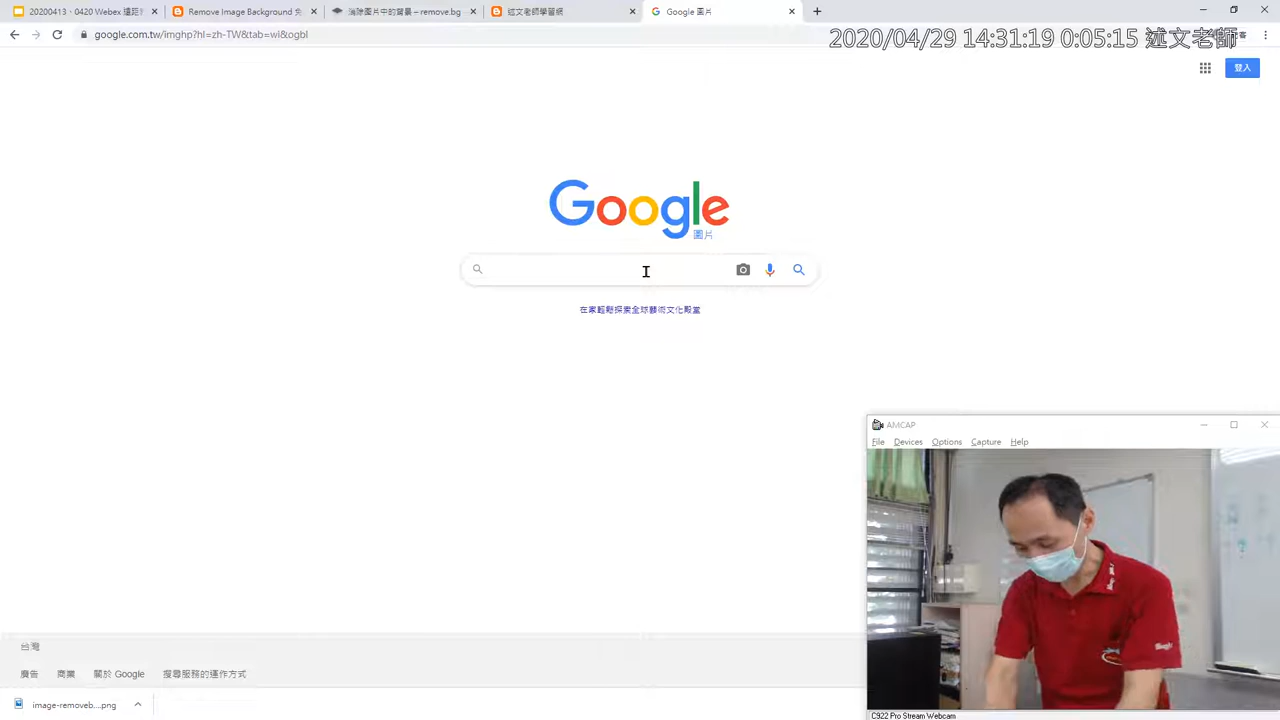 20200413、0420 Webex 遠距
Remove Image Background 免
消除圖片中的背景 – remove.bg
述文老師學習網
Google 圖片
google.com.tw/imghp?hl=zh-TW&tab=wi&ogbl
2020/04/29 14:31:19 0:05:15 述文老師
登入
Google
圖片
在家輕鬆探索全球藝術文化殿堂
AMCAP
File Devices Options Capture Help
台灣
廣告 商業 關於 Google 搜尋服務的運作方式
image-removeb....png
C922 Pro Stream Webcam